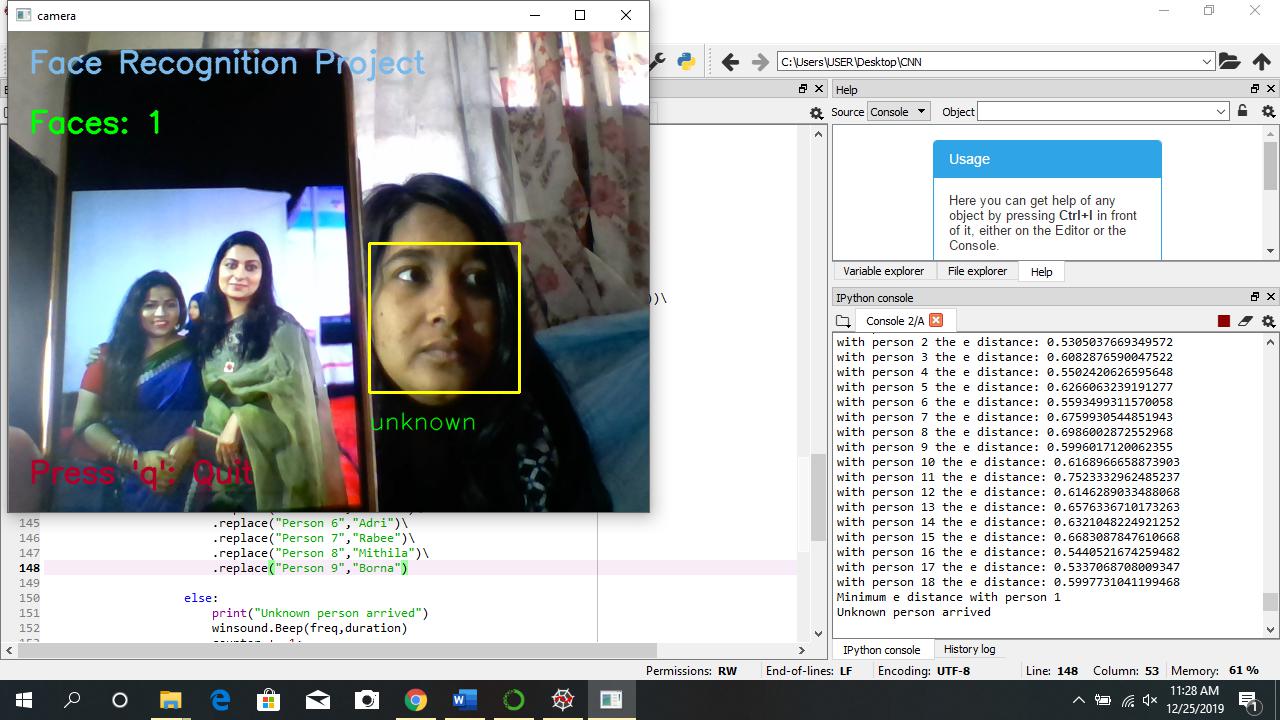 camera
Face Recognition Project
Faces: 1
unknown
Press 'q': Quit
C:\Users\USER\Desktop\CNN
Help
Source Console Object
Usage
Here you can get help of any
object by pressing Ctrl+I in front
of it, either on the Editor or the
Console.
Variable explorer File explorer Help
))\
145 .replace("Person 6","Adri")\
146 .replace("Person 7","Rabee")\
147 .replace("Person 8","Mithila")\
148 .replace("Person 9","Borna")
149
150 else:
151 print("Unknown person arrived")
152 winsound.Beep(freq,duration)
IPython console
Console 2/A
with person 2 the e distance: 0.5305037669349572
with person 3 the e distance: 0.6082876590047522
with person 4 the e distance: 0.5502420626595648
with person 5 the e distance: 0.6266063239191277
with person 6 the e distance: 0.5593499311570058
with person 8 the e distance: 0.6986002872552968
with person 9 the e distance: 0.5996017120062355
with person 10 the e distance: 0.6168966658873903
with person 11 the e distance: 0.7523332962485237
with person 12 the e distance: 0.6146289033488068
with person 13 the e distance: 0.6576336710173263
with person 14 the e distance: 0.6321048224921252
with person 15 the e distance: 0.6683087847610668
with person 16 the e distance: 0.5440521674259482
with person 17 the e distance: 0.5337068708009347
with person 18 the e distance: 0.5997731041199468
Minimum e distance with person 1
Unknown person arrived
IPython console History log
Permissions: RW End-of-lines: LF Encoding: UTF-8 Line: 148 Column: 53 Memory: 61 %
11:28 AM
12/25/2019
1